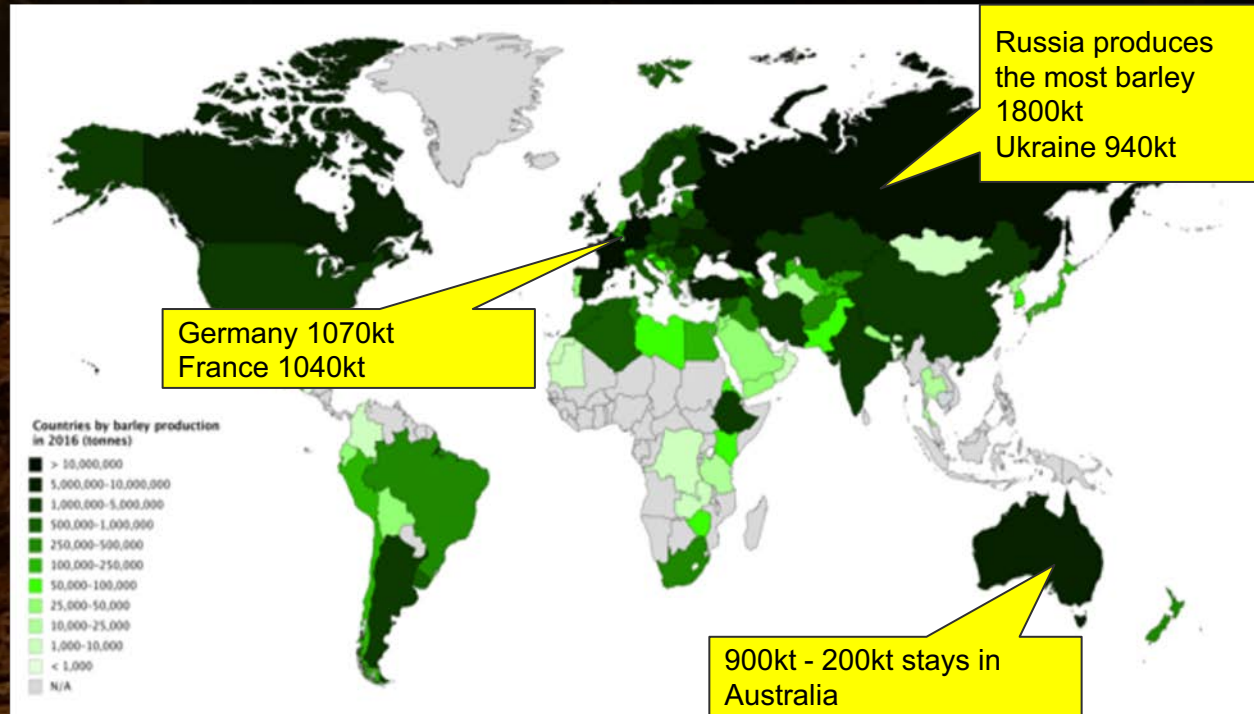 Russia produces
the most barley
1800kt
Ukraine 940kt
Germany 1070kt
France 1040kt
Countries by barley production
in 2016 (tonnes)
> 10,000,000
5,000,000-10,000,000
1,000,000-5,000,000
500,000-1,000,000
250,000-500,000
100,000-250,000
50,000-100,000
25,000-50,000
10,000-25,000
1,000-10,000
< 1,000
N/A
900kt - 200kt stays in
Australia